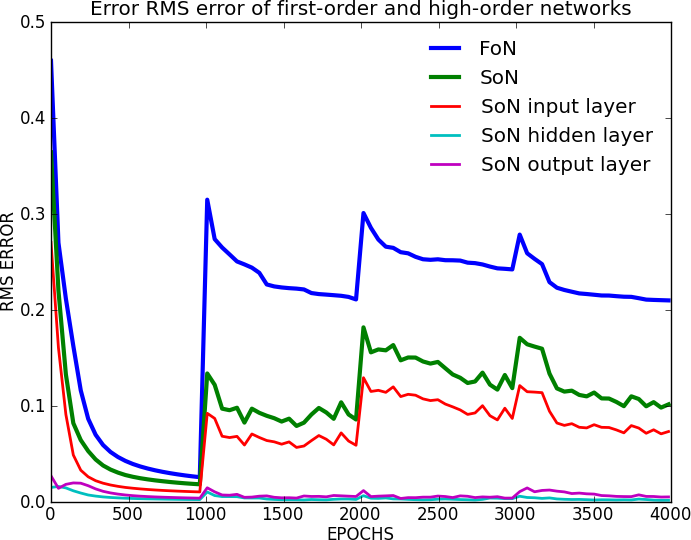 Error RMS error of first-order and high-order networks
0.5
0.4
0.3
0.2
0.1
0.0
RMS ERROR
FoN
SoN
SoN input layer
SoN hidden layer
SoN output layer
0 500 1000 1500 2000 2500 3000 3500 4000
EPOCHS